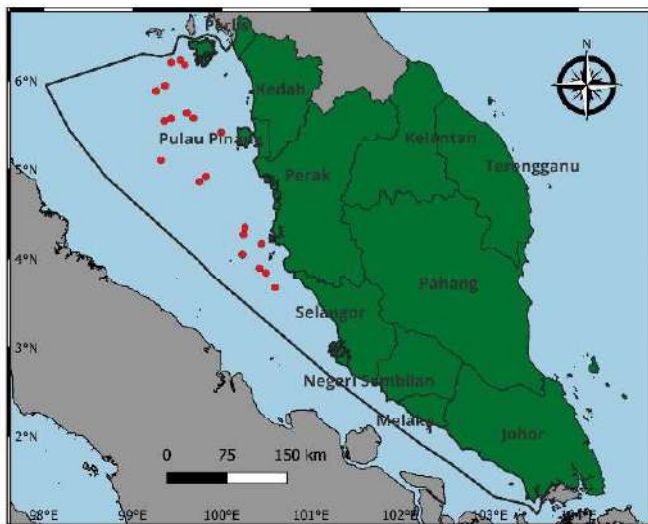 Perlis
N
6°N
Kedah
Kelantan
Pulau Pinang
Terengganu
5°N
Perak
4°N
Pahang
Selangor
3°N
Negeri Sembilan
Melaka
Johor
2°N
0 75 150 km
98°E 99°E 100°E 101°E 102°E 103°E 104°E